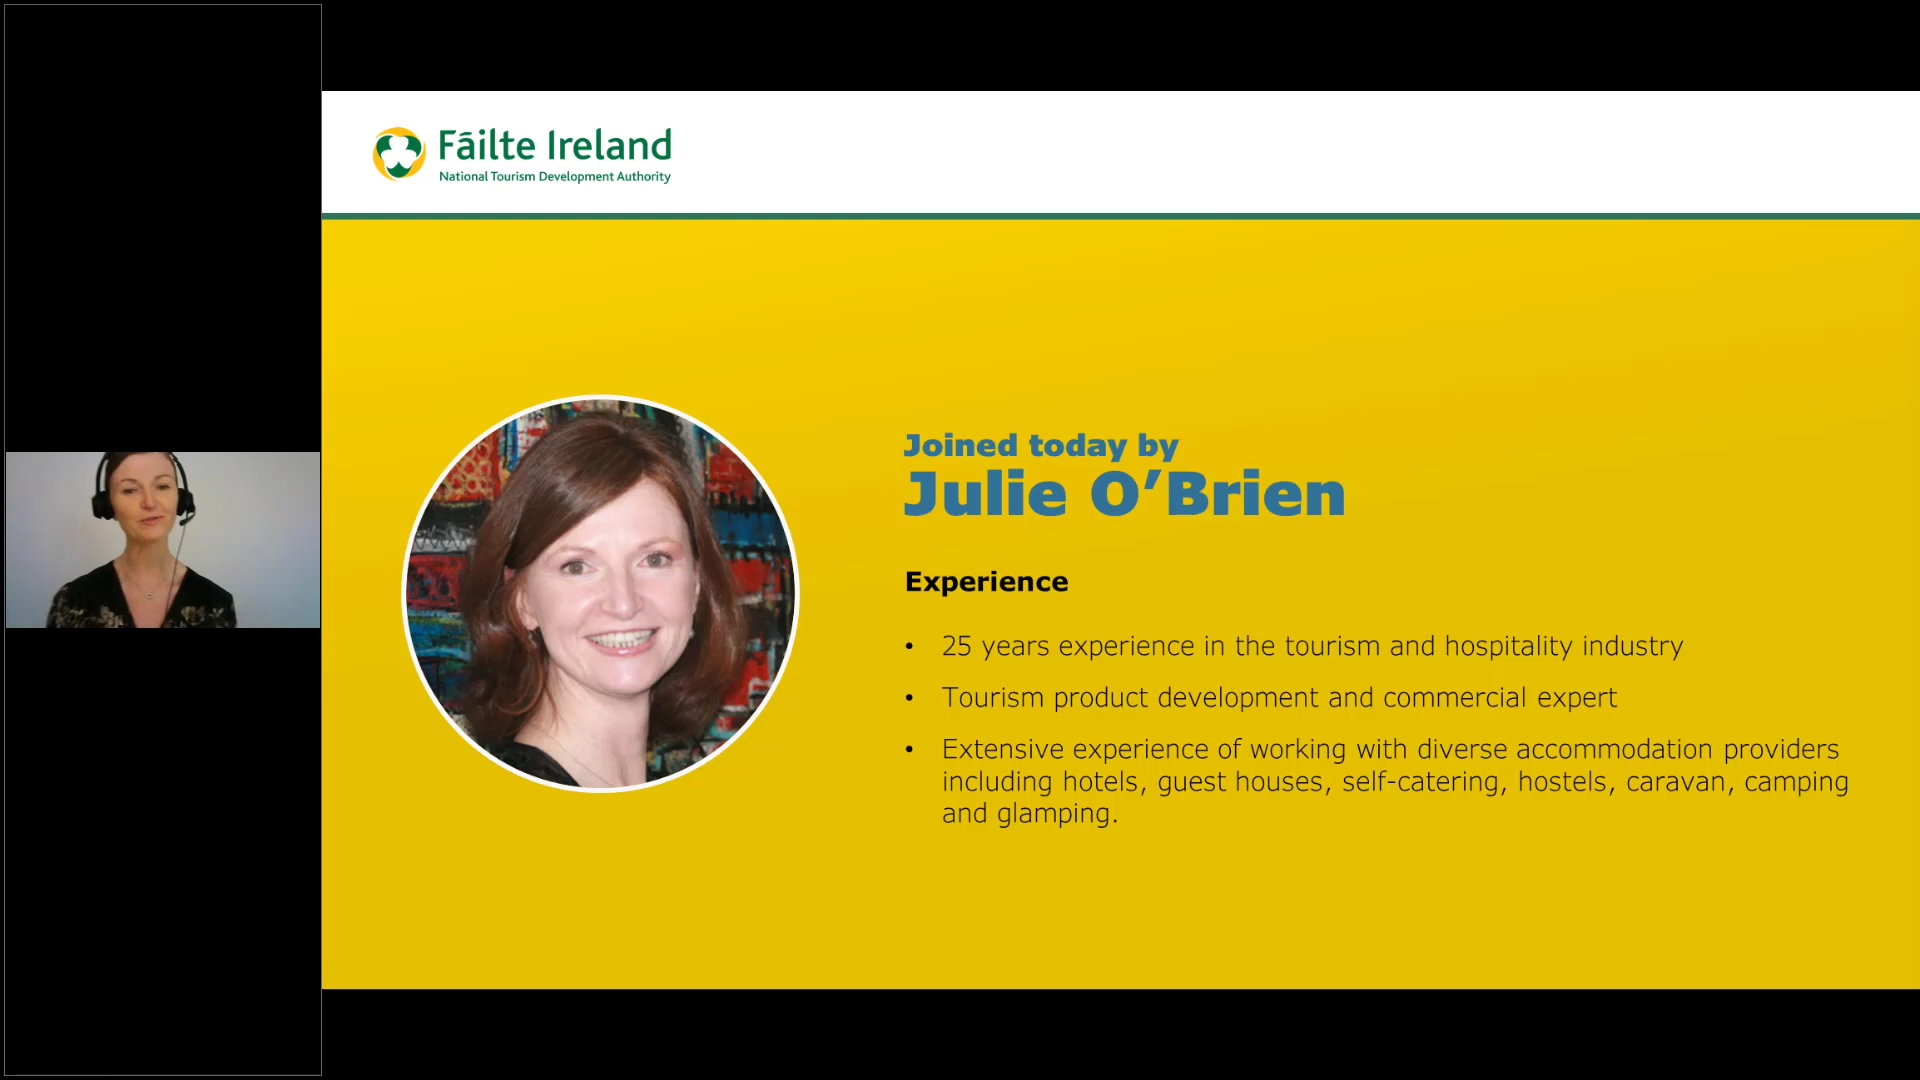 Fáilte Ireland
National Tourism Development Authority
Joined today by
Julie O’Brien
Experience
• 25 years experience in the tourism and hospitality industry
• Tourism product development and commercial expert
• Extensive experience of working with diverse accommodation providers
including hotels, guest houses, self-catering, hostels, caravan, camping
and glamping.